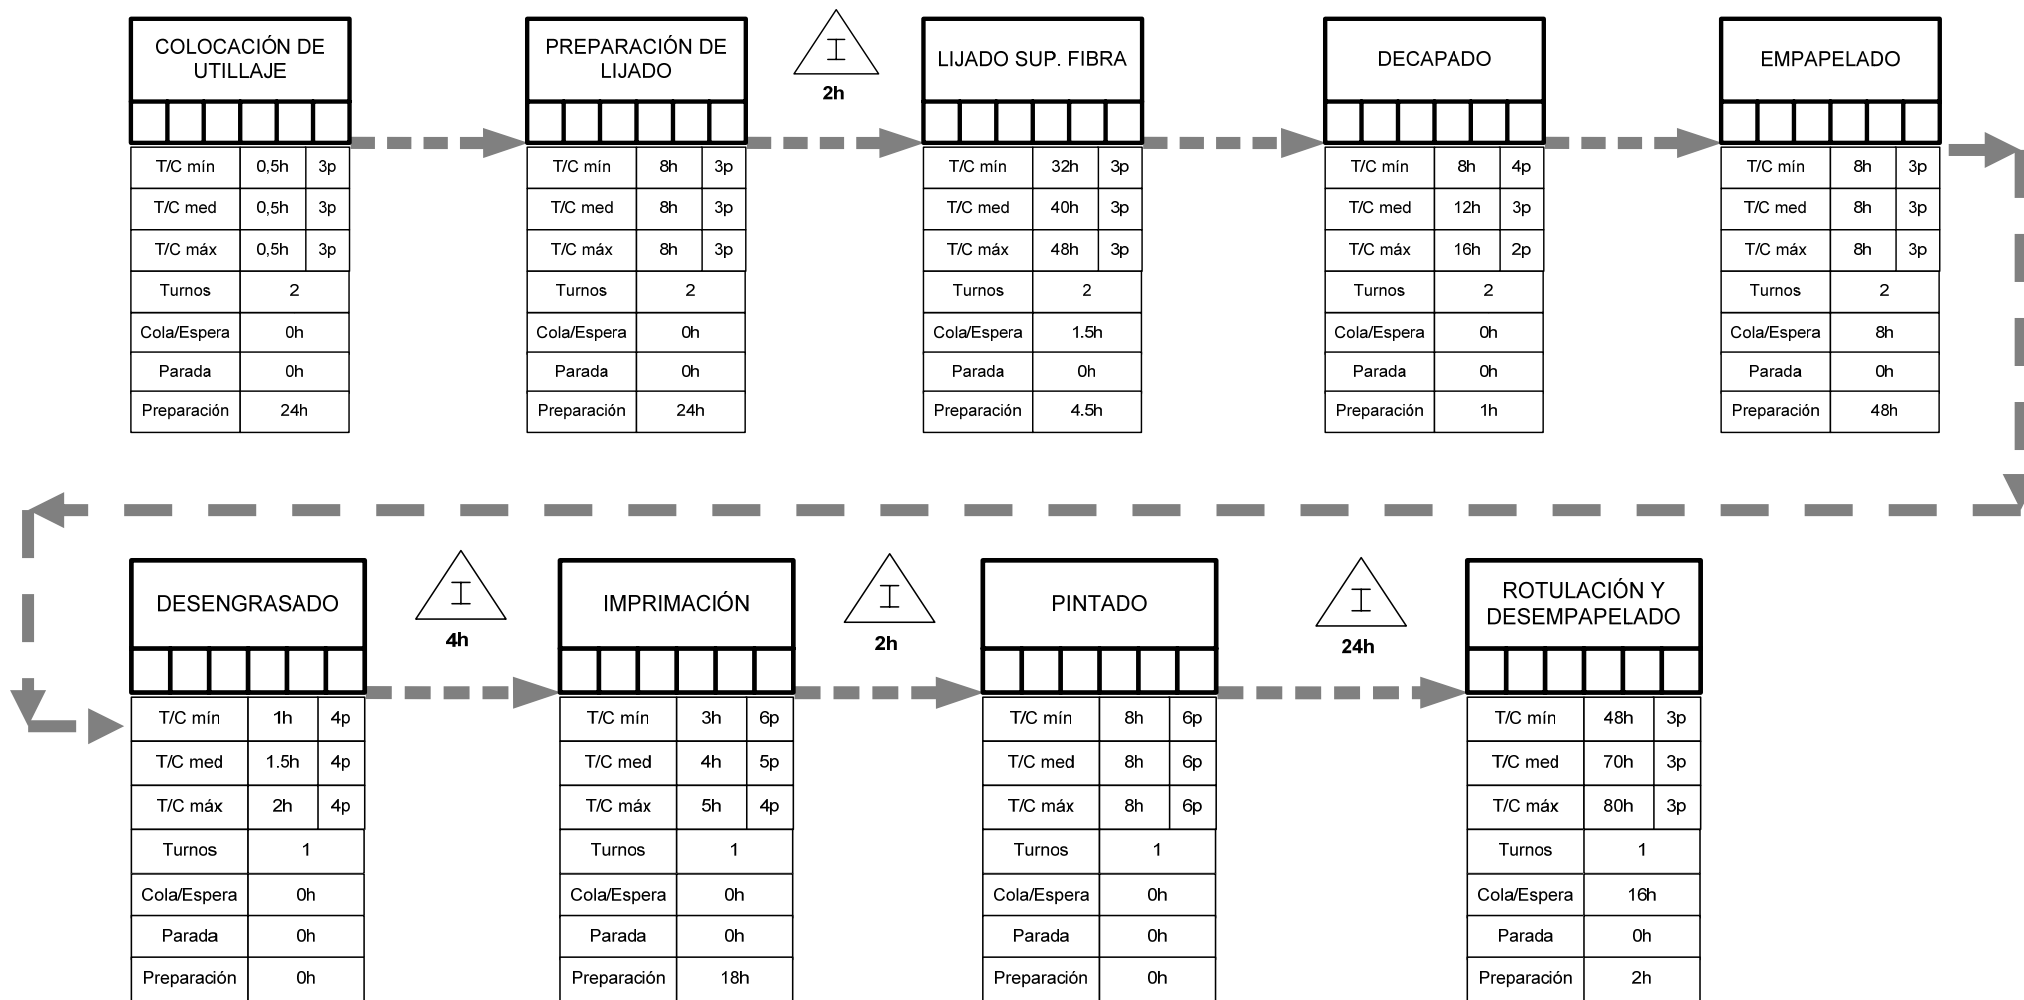 COLOCACIÓN DE
UTILLAJE
T/C mín 0,5h 3p
T/C med 0,5h 3p
T/C máx 0,5h 3p
Turnos 2
Cola/Espera 0h
Parada 0h
Preparación 24h
PREPARACIÓN DE
LIJADO
T/C mín 8h 3p
T/C med 8h 3p
T/C máx 8h 3p
Turnos 2
Cola/Espera 0h
Parada 0h
Preparación 24h
I
2h
LIJADO SUP. FIBRA
T/C mín 32h 3p
T/C med 40h 3p
T/C máx 48h 3p
Turnos 2
Cola/Espera 1.5h
Parada 0h
Preparación 4.5h
DECAPADO
T/C mín 8h 4p
T/C med 12h 3p
T/C máx 16h 2p
Turnos 2
Cola/Espera 0h
Parada 0h
Preparación 1h
EMPAPELADO
T/C mín 8h 3p
T/C med 8h 3p
T/C máx 8h 3p
Turnos 2
Cola/Espera 8h
Parada 0h
Preparación 48h
DESENGRASADO
T/C mín 1h 4p
T/C med 1.5h 4p
T/C máx 2h 4p
Turnos 1
Cola/Espera 0h
Parada 0h
Preparación 0h
I
4h
IMPRIMACIÓN
T/C mín 3h 6p
T/C med 4h 5p
T/C máx 5h 4p
Turnos 1
Cola/Espera 0h
Parada 0h
Preparación 18h
I
2h
PINTADO
T/C mín 8h 6p
T/C med 8h 6p
T/C máx 8h 6p
Turnos 1
Cola/Espera 0h
Parada 0h
Preparación 0h
I
24h
ROTULACIÓN Y
DESEMPAPELADO
T/C mín 48h 3p
T/C med 70h 3p
T/C máx 80h 3p
Turnos 1
Cola/Espera 16h
Parada 0h
Preparación 2h